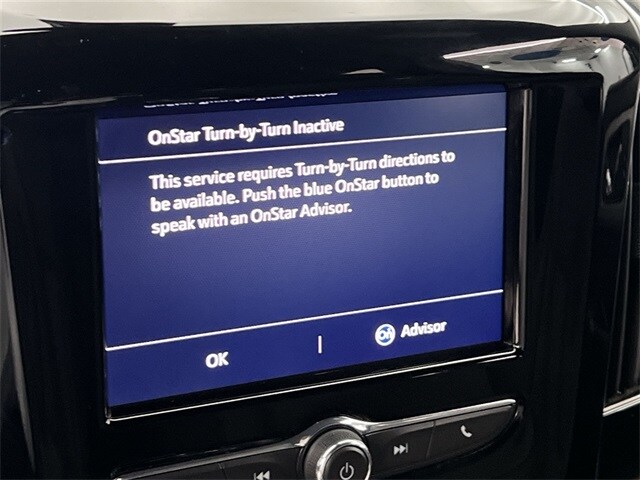 OnStar Turn-by-Turn Inactive
This service requires Turn-by-Turn directions to
be available. Push the blue OnStar button to
speak with an OnStar Advisor.
OK | On Advisor